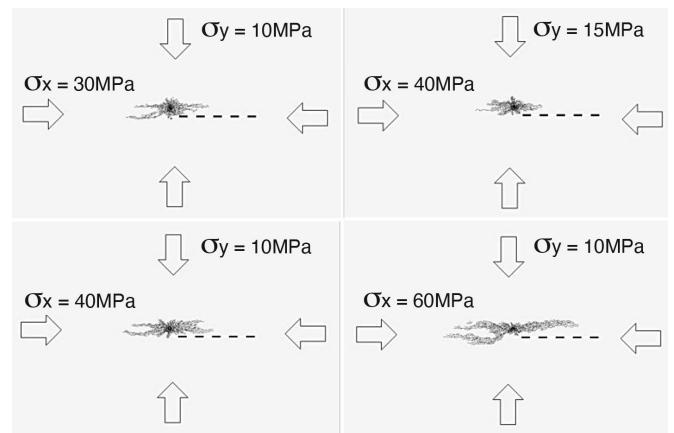 σy = 10MPa
σx = 30MPa
σy = 15MPa
σx = 40MPa
σy = 10MPa
σx = 40MPa
σy = 10MPa
σx = 60MPa